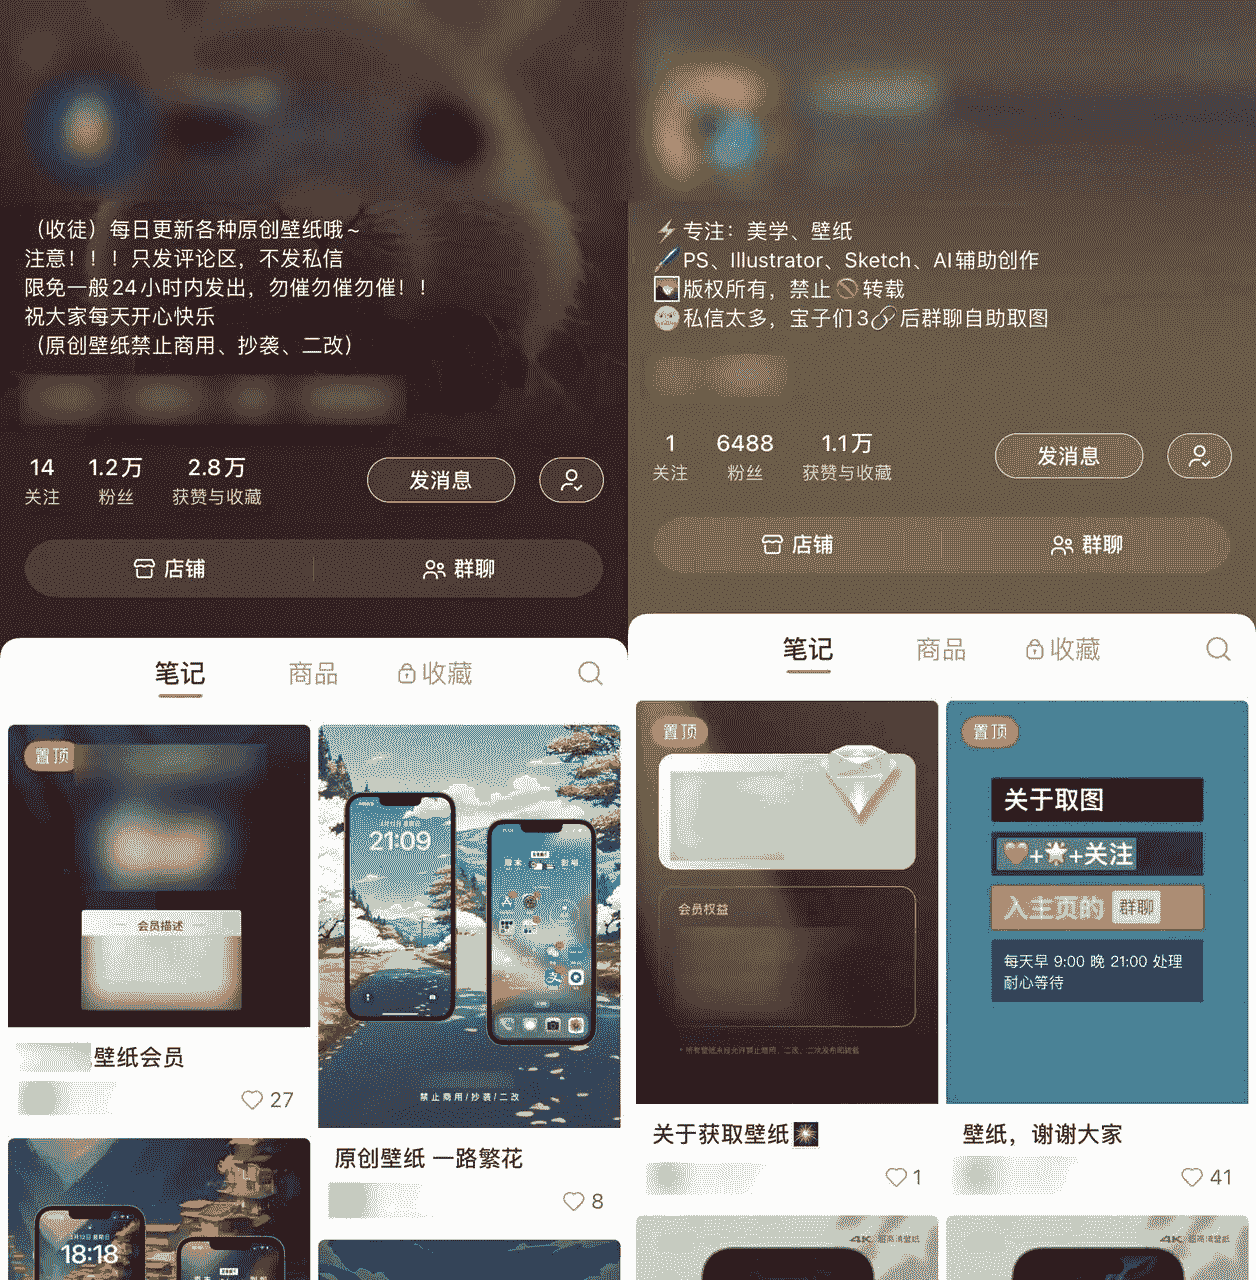 （收徒）每日更新各种原创壁纸哦~
注意！！！只发评论区，不发私信
限免一般24小时内发出，勿催勿催勿催！！
祝大家每天开心快乐
（原创壁纸禁止商用、抄袭、二改）
14 1.2万 2.8万
关注 粉丝 获赞与收藏
发消息
店铺 群聊
笔记 商品 收藏
置顶
会员描述
壁纸会员
27
21:09
禁止商用/抄袭/二改
原创壁纸 一路繁花
8
18:18
专注：美学、壁纸
PS、Illustrator、Sketch、AI辅助创作
版权所有，禁止🚫转载
私信太多，宝子们3🔗后群聊自助取图
1 6488 1.1万
关注 粉丝 获赞与收藏
发消息
店铺 群聊
笔记 商品 收藏
置顶
会员权益
关于获取壁纸
1
置顶
关于取图
❤️+🌟+关注
入主页的 群聊
每天早 9:00 晚 21:00 处理
耐心等待
壁纸，谢谢大家
41
4K 超高清壁纸
4K 超高清壁纸